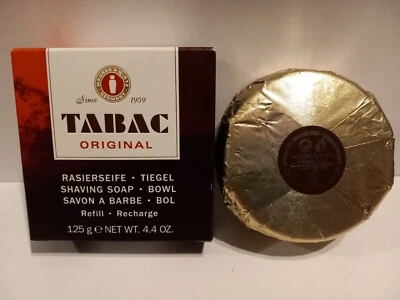 Since 1959
TABAC
ORIGINAL
RASIERSEIFE · TIEGEL
SHAVING SOAP · BOWL
SAVON A BARBE · BOL
Refill · Recharge
125 g e NET WT. 4,4 OZ.